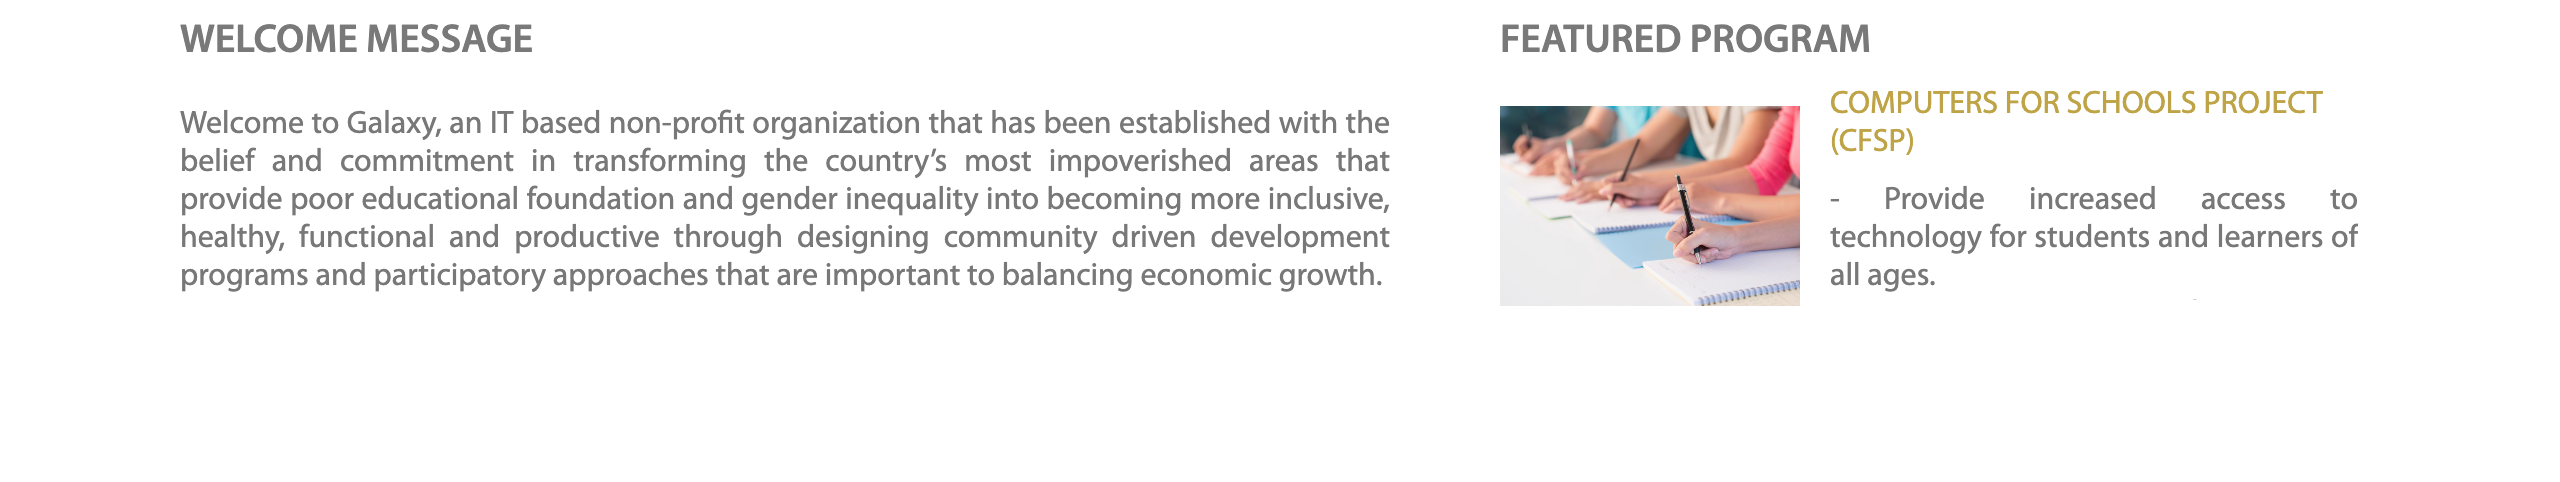 WELCOME MESSAGE
Welcome to Galaxy, an IT based non-profit organization that has been established with the
belief and commitment in transforming the country’s most impoverished areas that
provide poor educational foundation and gender inequality into becoming more inclusive,
healthy, functional and productive through designing community driven development
programs and participatory approaches that are important to balancing economic growth.
FEATURED PROGRAM
COMPUTERS FOR SCHOOLS PROJECT
(CFSP)
- Provide increased access to
technology for students and learners of
all ages.